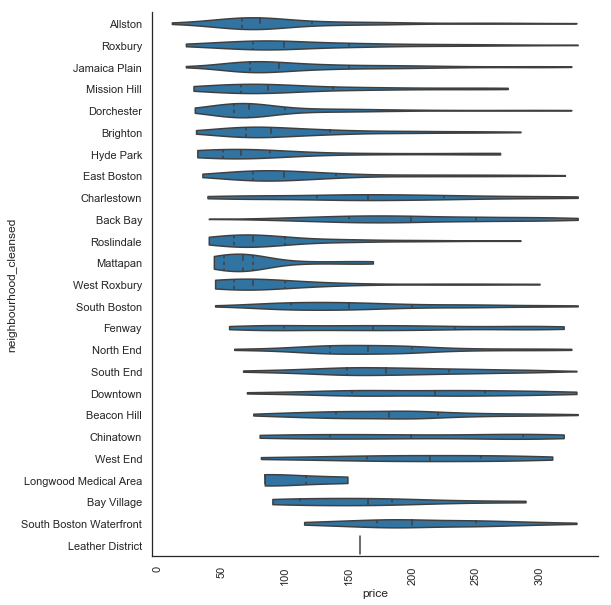 Allston
Roxbury
Jamaica Plain
Mission Hill
Dorchester
Brighton
Hyde Park
East Boston
Charlestown
Back Bay
Roslindale
Mattapan
West Roxbury
South Boston
Fenway
North End
South End
Downtown
Beacon Hill
Chinatown
West End
Longwood Medical Area
Bay Village
South Boston Waterfront
Leather District
neighbourhood_cleansed
0 50 100 150 200 250 300
price